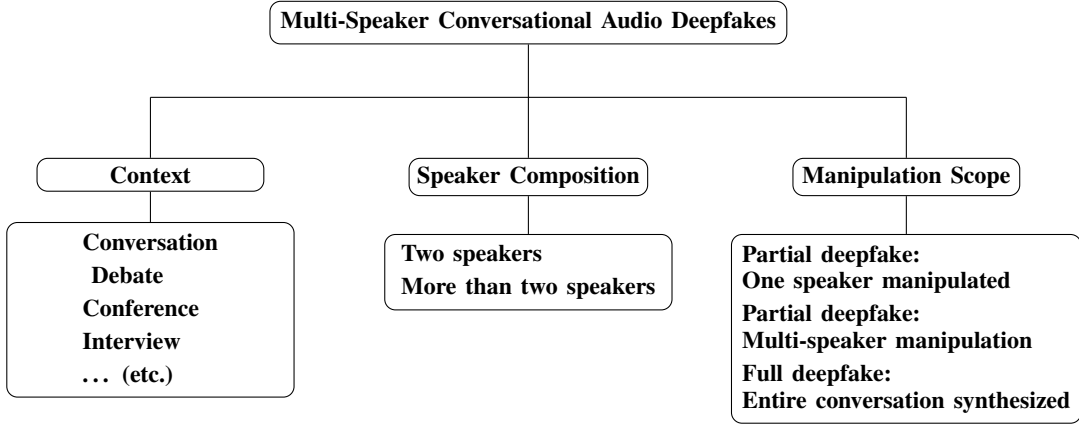 Multi-Speaker Conversational Audio Deepfakes
Context
Conversation
Debate
Conference
Interview
... (etc.)
Speaker Composition
Two speakers
More than two speakers
Manipulation Scope
Partial deepfake:
One speaker manipulated
Partial deepfake:
Multi-speaker manipulation
Full deepfake:
Entire conversation synthesized